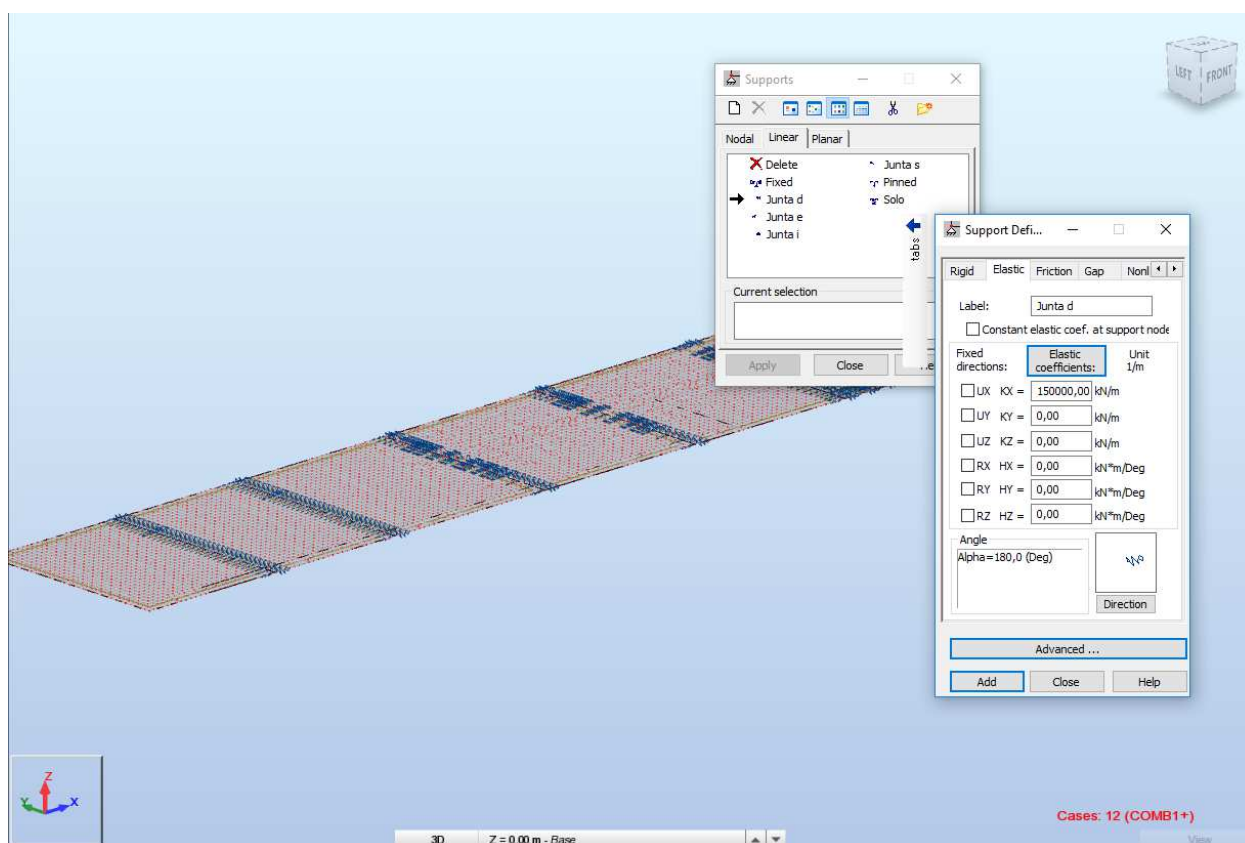 LEFT
FRONT
Supports
Nodal Linear Planar
Delete Junta s
Fixed Pinned
Junta d Solo
Junta e
Junta i
tabs
Current selection
Apply Close
Support Defi...
Rigid Elastic Friction Gap Nonl
Label: Junta d
Constant elastic coef. at support node
Fixed directions: Elastic coefficients: Unit 1/m
UX KX = 150000,00 kN/m
UY KY = 0,00 kN/m
UZ KZ = 0,00 kN/m
RX HX = 0,00 kN*m/Deg
RY HY = 0,00 kN*m/Deg
RZ HZ = 0,00 kN*m/Deg
Angle
Alpha=180,0 (Deg)
Direction
Advanced ...
Add Close Help
Z
Y X
Cases: 12 (COMB1+)
3D Z = 0.00 m - Base
View